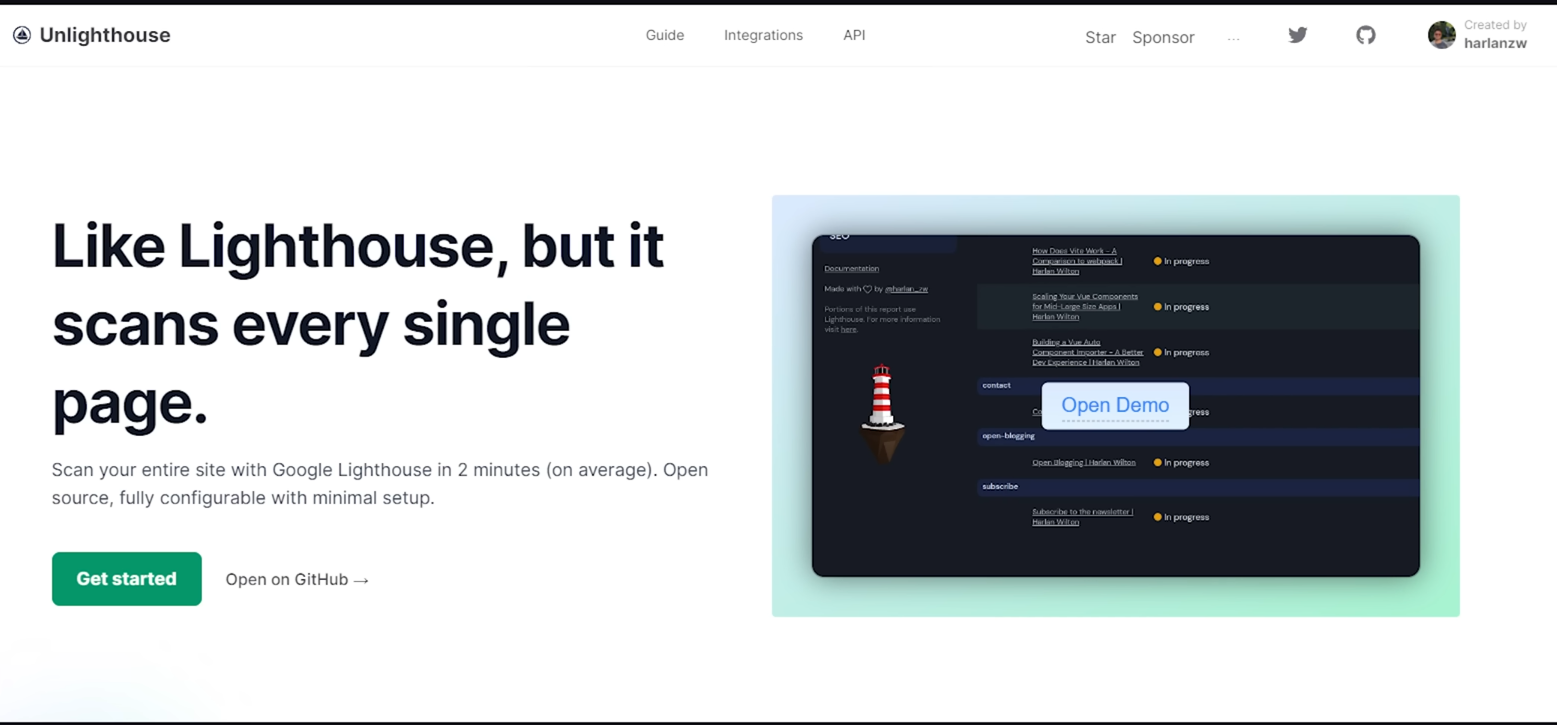 Unlighthouse
Guide
Integrations
API
Star
Sponsor
...
Created by
harlanzw
Like Lighthouse, but it
scans every single
page.
Scan your entire site with Google Lighthouse in 2 minutes (on average). Open
source, fully configurable with minimal setup.
Get started
Open on GitHub →
SEO
Documentation
Made with ♡ by @harlan_zw
Portions of this report use
Lighthouse. For more information
visit here.
How Does Vite Work - A
Comparison to webpack |
Harlan Wilton
In progress
Scaling Your Vue Components
for Mid-Large Size Apps |
Harlan Wilton
In progress
Building a Vue Auto
Component Importer - A Better
Dev Experience | Harlan Wilton
In progress
contact
Open Demo
open-blogging
Open Blogging | Harlan Wilton
In progress
subscribe
Subscribe to the newsletter |
Harlan Wilton
In progress